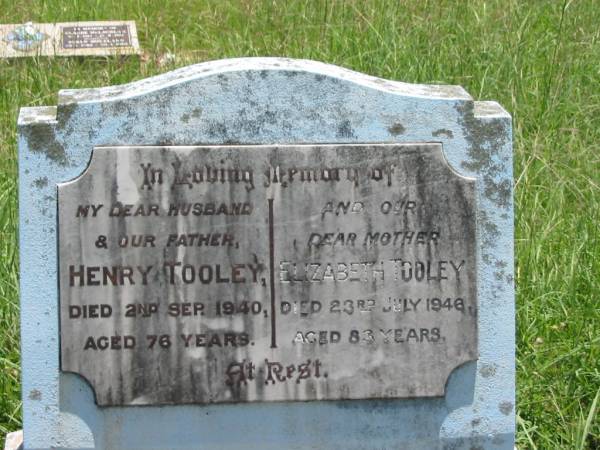 In Loving Memory of
MY DEAR HUSBAND
& OUR FATHER,
HENRY TOOLEY,
DIED 2ND SEP. 1940,
AGED 76 YEARS.
AND OUR
DEAR MOTHER
ELIZABETH TOOLEY
DIED 23RD JULY 1946,
AGED 83 YEARS.
At Rest.